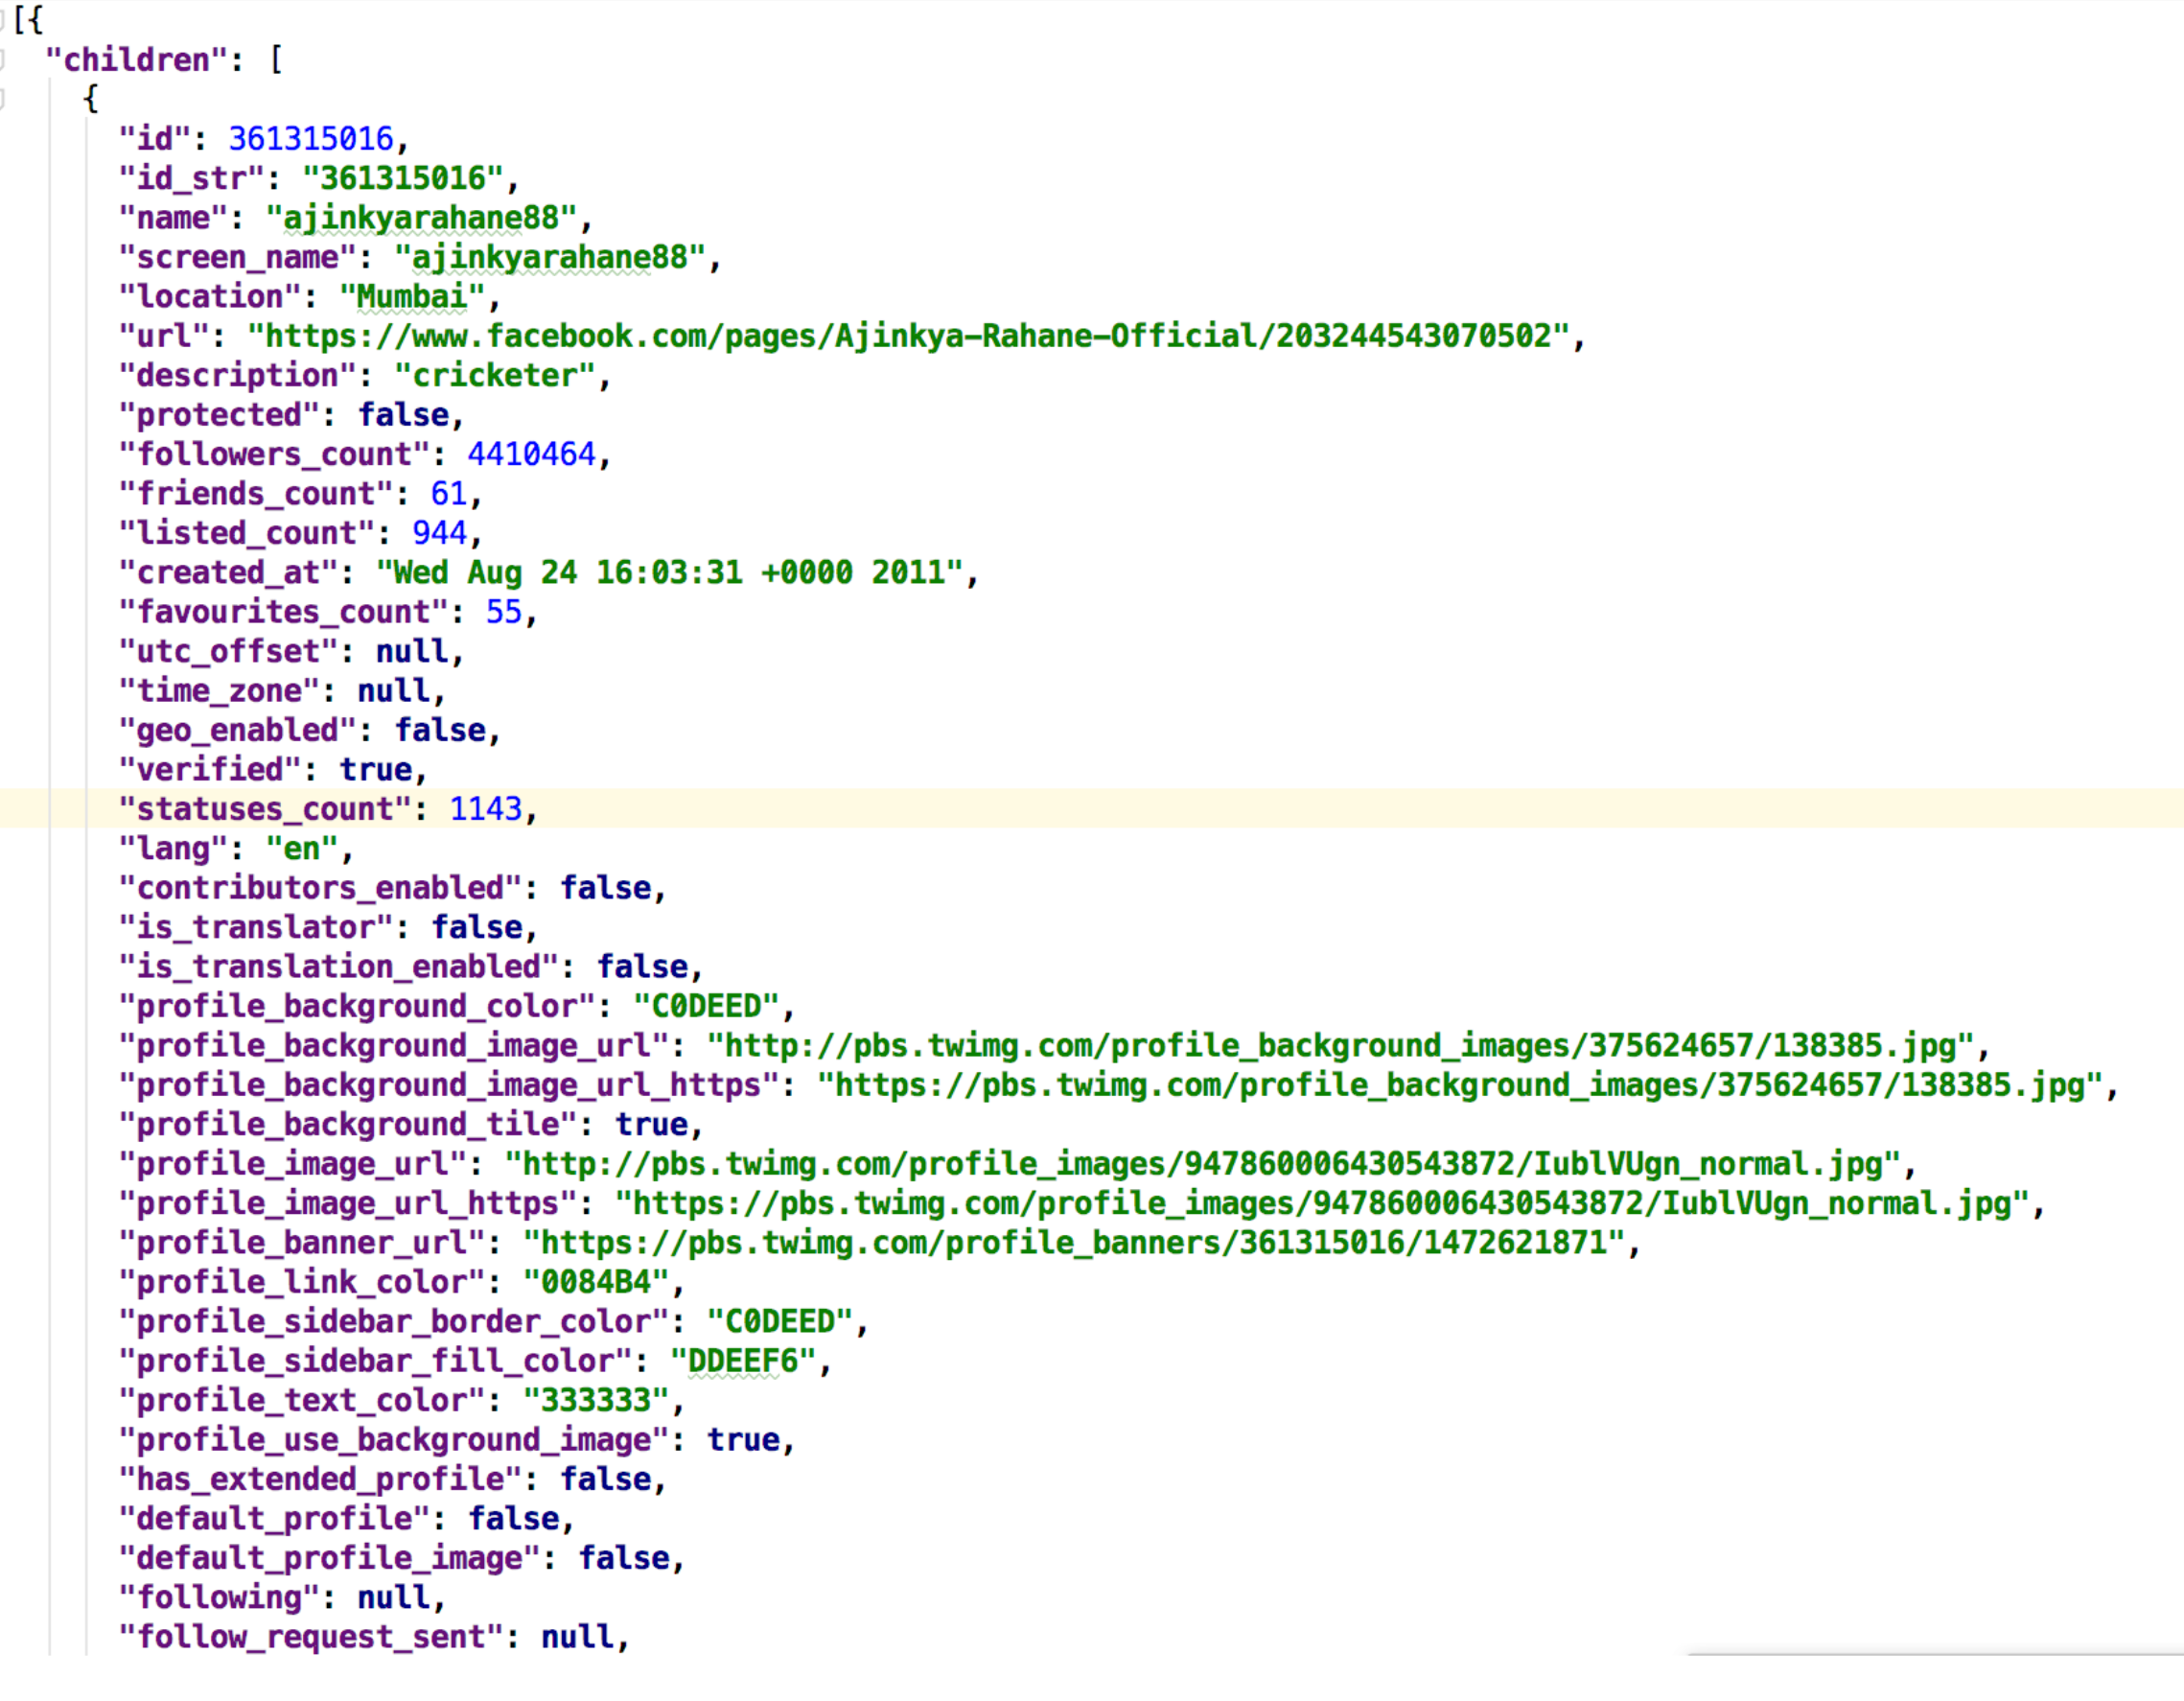 [{
"children": [
{
"id": 361315016,
"id_str": "361315016",
"name": "ajinkyarahane88",
"screen_name": "ajinkyarahane88",
"location": "Mumbai",
"url": "https://www.facebook.com/pages/Ajinkya-Rahane-Official/203244543070502",
"description": "cricketer",
"protected": false,
"followers_count": 4410464,
"friends_count": 61,
"listed_count": 944,
"created_at": "Wed Aug 24 16:03:31 +0000 2011",
"favourites_count": 55,
"utc_offset": null,
"time_zone": null,
"geo_enabled": false,
"verified": true,
"statuses_count": 1143,
"lang": "en",
"contributors_enabled": false,
"is_translator": false,
"is_translation_enabled": false,
"profile_background_color": "C0DEED",
"profile_background_image_url": "http://pbs.twimg.com/profile_background_images/375624657/138385.jpg",
"profile_background_image_url_https": "https://pbs.twimg.com/profile_background_images/375624657/138385.jpg",
"profile_background_tile": true,
"profile_image_url": "http://pbs.twimg.com/profile_images/947860006430543872/IublVUgn_normal.jpg",
"profile_image_url_https": "https://pbs.twimg.com/profile_images/947860006430543872/IublVUgn_normal.jpg",
"profile_banner_url": "https://pbs.twimg.com/profile_banners/361315016/1472621871",
"profile_link_color": "0084B4",
"profile_sidebar_border_color": "C0DEED",
"profile_sidebar_fill_color": "DDEEF6",
"profile_text_color": "333333",
"profile_use_background_image": true,
"has_extended_profile": false,
"default_profile": false,
"default_profile_image": false,
"following": null,
"follow_request_sent": null,